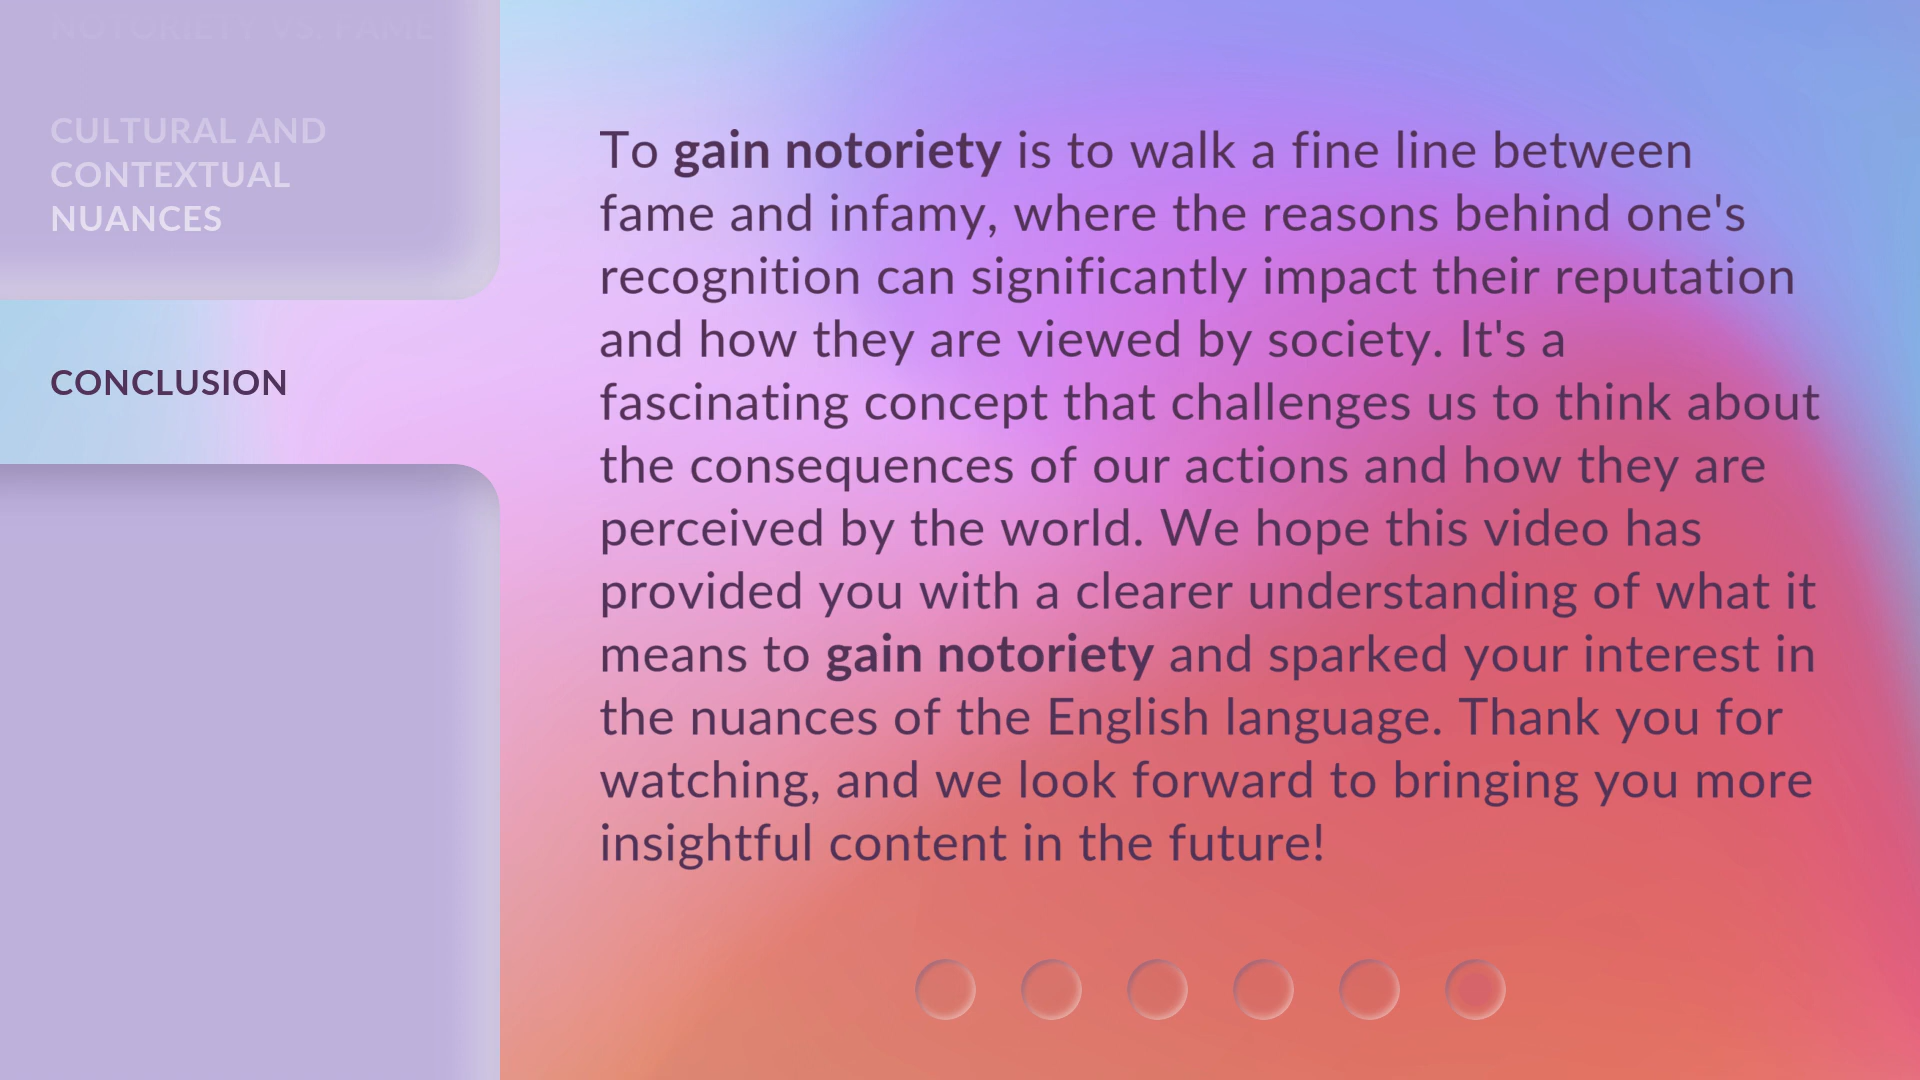 NOTORIETY VS. FAME
CULTURAL AND
CONTEXTUAL
NUANCES
CONCLUSION
To gain notoriety is to walk a fine line between
fame and infamy, where the reasons behind one's
recognition can significantly impact their reputation
and how they are viewed by society. It's a
fascinating concept that challenges us to think about
the consequences of our actions and how they are
perceived by the world. We hope this video has
provided you with a clearer understanding of what it
means to gain notoriety and sparked your interest in
the nuances of the English language. Thank you for
watching, and we look forward to bringing you more
insightful content in the future!